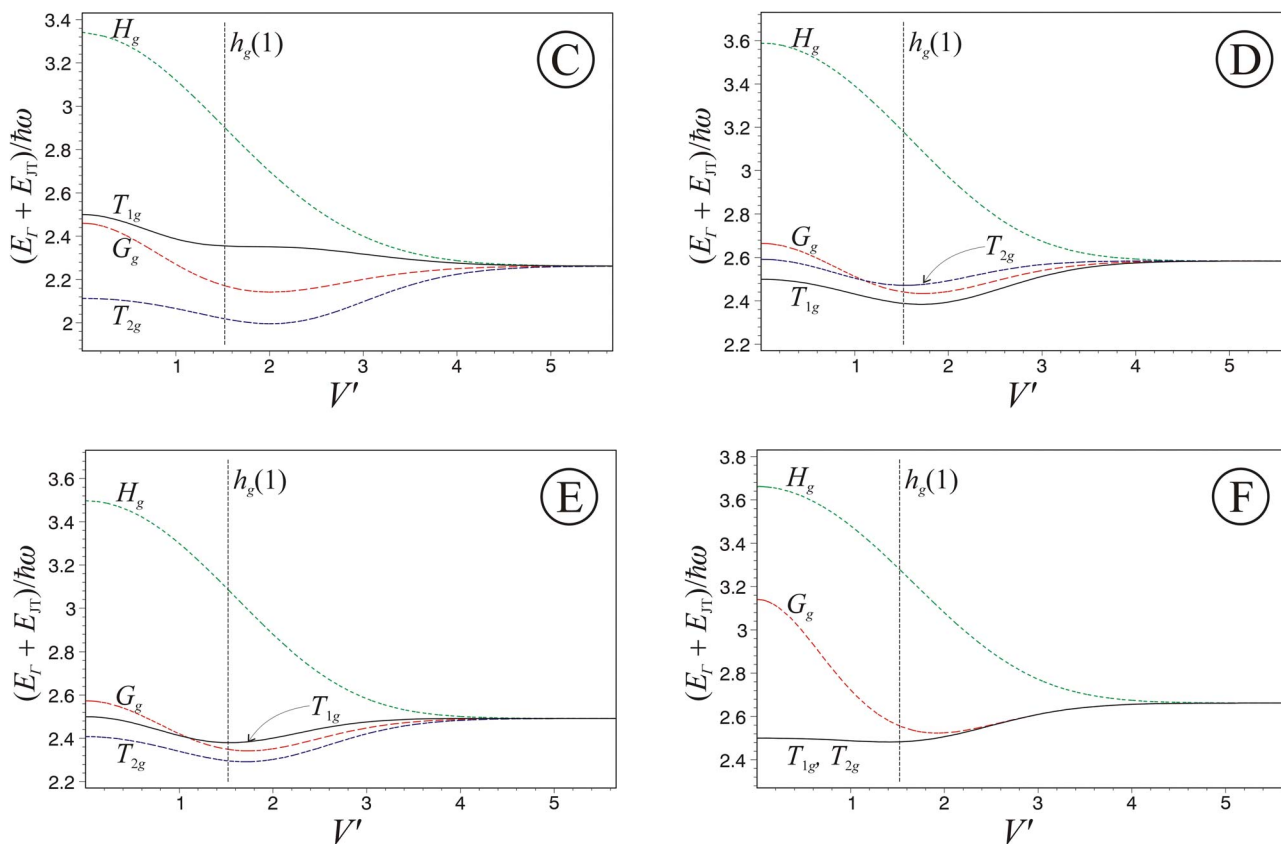 C
(E_Γ + E_JT)/ħω
3.4
3.2
3
2.8
2.6
2.4
2.2
2
H_g
h_g(1)
T_1g
G_g
T_2g
1 2 3 4 5
V'
D
(E_Γ + E_JT)/ħω
3.6
3.2
2.8
2.6
2.4
2.2
H_g
h_g(1)
G_g
T_2g
T_1g
1 2 3 4 5
V'
E
(E_Γ + E_JT)/ħω
3.6
3.4
3.2
3
2.8
2.6
2.4
2.2
H_g
h_g(1)
G_g
T_1g
T_2g
1 2 3 4 5
V'
F
(E_Γ + E_JT)/ħω
3.8
3.6
3.4
3.2
3
2.8
2.6
2.4
H_g
h_g(1)
G_g
T_1g, T_2g
1 2 3 4 5
V'